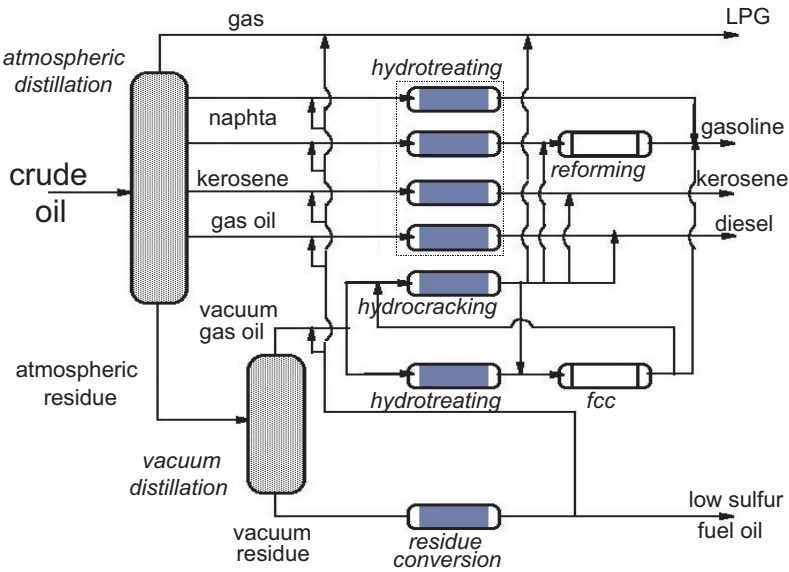 gas
LPG
atmospheric
distillation
hydrotreating
naphta
gasoline
reforming
crude
oil
kerosene
kerosene
gas oil
diesel
hydrocracking
vacuum
gas oil
atmospheric
residue
hydrotreating
fcc
vacuum
distillation
low sulfur
fuel oil
vacuum
residue
residue
conversion